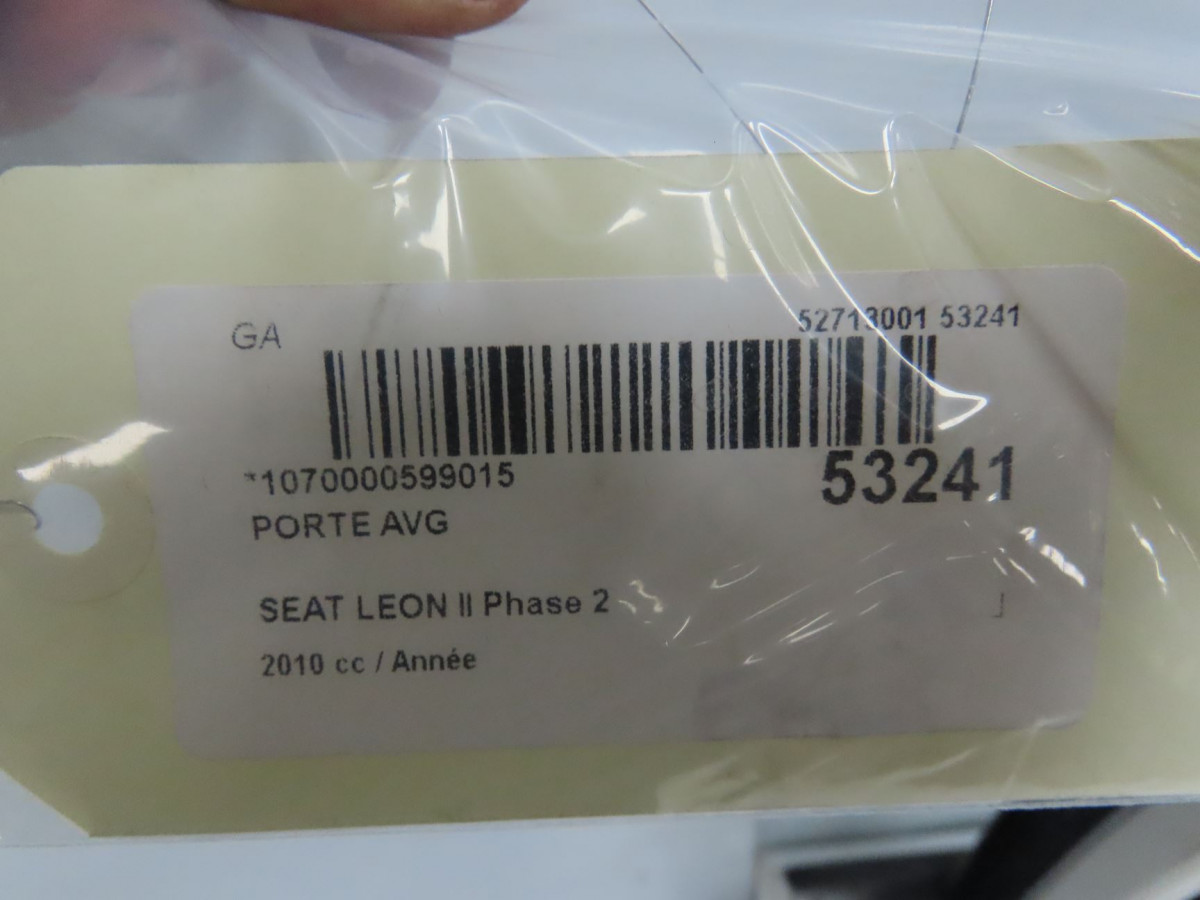 GA
52713001 53241
*1070000599015
53241
PORTE AVG
SEAT LEON II Phase 2
2010 cc / Année